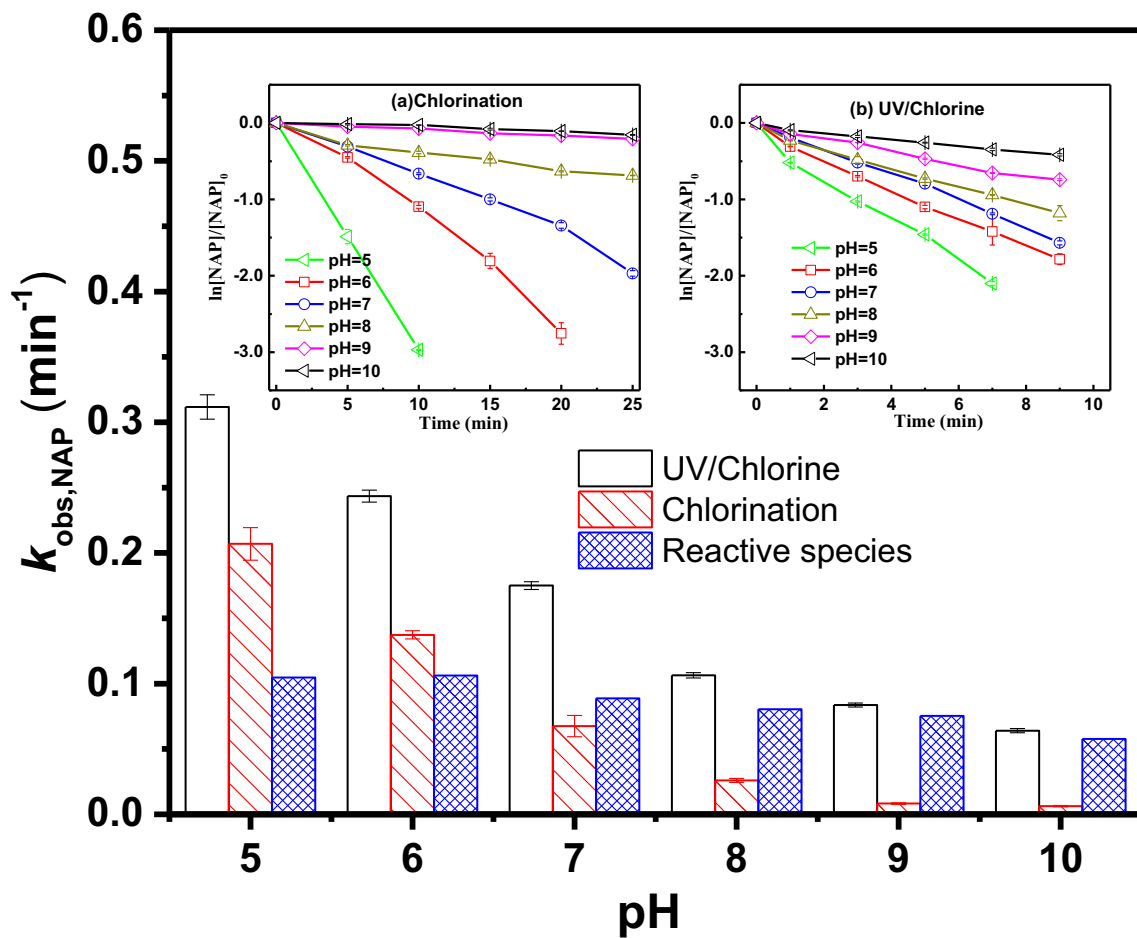 0.6
0.5
0.4
0.3
0.2
0.1
0.0
k obs,NAP (min-1)
5 6 7 8 9 10
pH
(a)Chlorination
0.0
-1.0
-2.0
-3.0
ln[NAP]/[NAP]0
pH=5
pH=6
pH=7
pH=8
pH=9
pH=10
0 5 10 15 20 25
Time (min)
(b) UV/Chlorine
0.0
-1.0
-2.0
-3.0
ln[NAP]/[NAP]0
pH=5
pH=6
pH=7
pH=8
pH=9
pH=10
0 2 4 6 8 10
Time (min)
UV/Chlorine
Chlorination
Reactive species